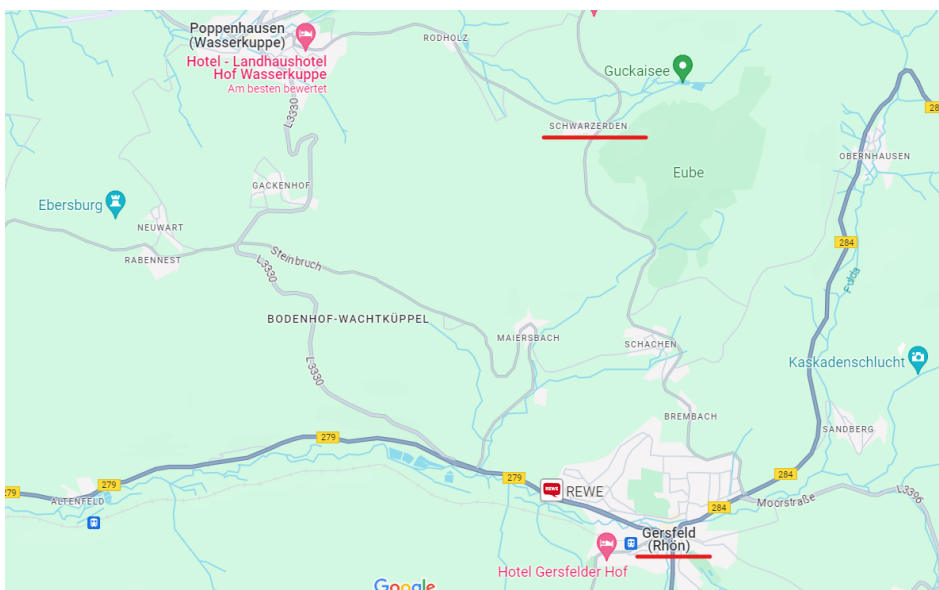 Poppenhausen
(Wasserkuppe)
Hotel - Landhaushotel
Hof Wasserkuppe
Am besten bewertet
RODHOLZ
Guckaisee
284
L3330
SCHWARZERDEN
OBERNHAUSEN
Eube
GACKENHOF
Ebersburg
NEUWART
RABENNEST
Steinbruch
L3330
284
Fulda
BODENHOF-WACHTKÜPPEL
MAIERSBACH
SCHACHEN
Kaskadenschlucht
L3330
BREMBACH
SANDBERG
279
279
279
279
284
ALTENFELD
REWE
REWE
284
Moorstraße
L3396
Gersfeld
(Rhön)
Hotel Gersfelder Hof
Google